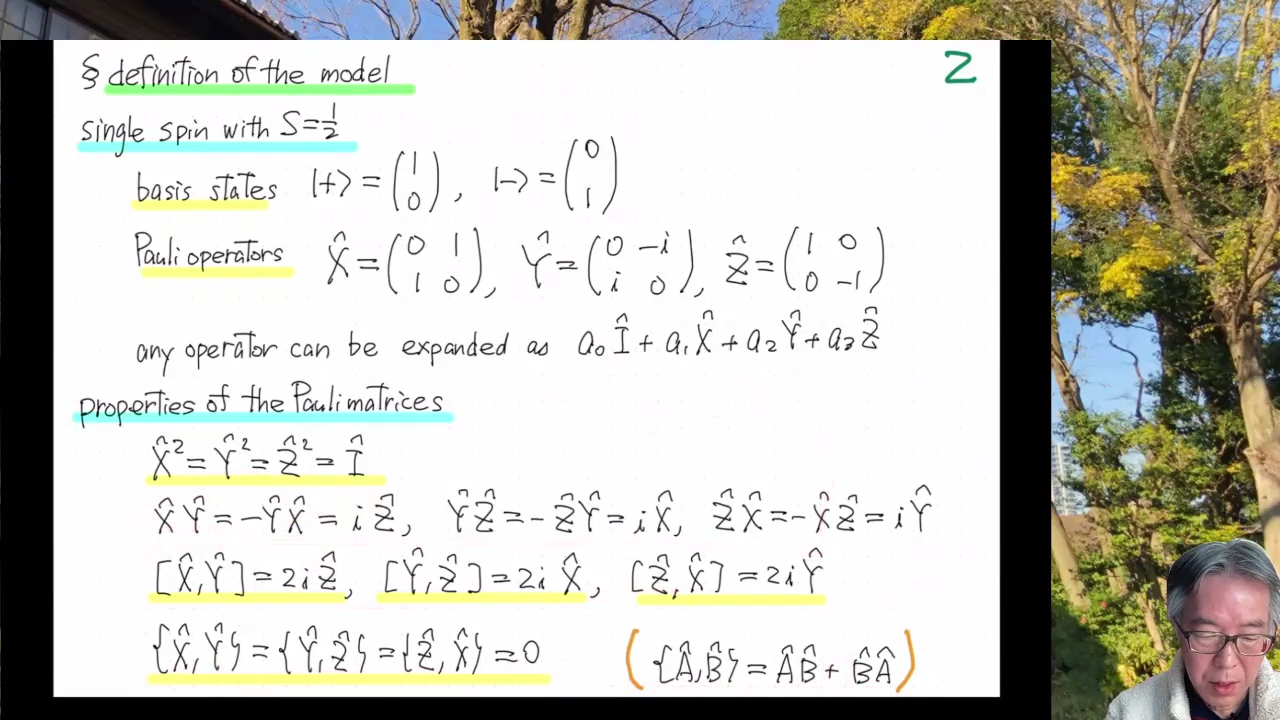 § definition of the model
2
single spin with S=1/2
basis states |+⟩ = (1 0), |−⟩ = (0 1)
Pauli operators X̂ = (0 1 1 0), Ŷ = (0 −i i 0), Ẑ = (1 0 0 −1)
any operator can be expanded as a₀Î + a₁X̂ + a₂Ŷ + a₃Ẑ
properties of the Pauli matrices
X̂² = Ŷ² = Ẑ² = Î
X̂Ŷ = −ŶX̂ = iẐ, ŶẐ = −ẐŶ = iX̂, ẐX̂ = −X̂Ẑ = iŶ
[X̂,Ŷ] = 2iẐ, [Ŷ,Ẑ] = 2iX̂, [Ẑ,X̂] = 2iŶ
{X̂,Ŷ} = {Ŷ,Ẑ} = {Ẑ,X̂} = 0 ({Â,B̂} = ÂB̂ + B̂Â)